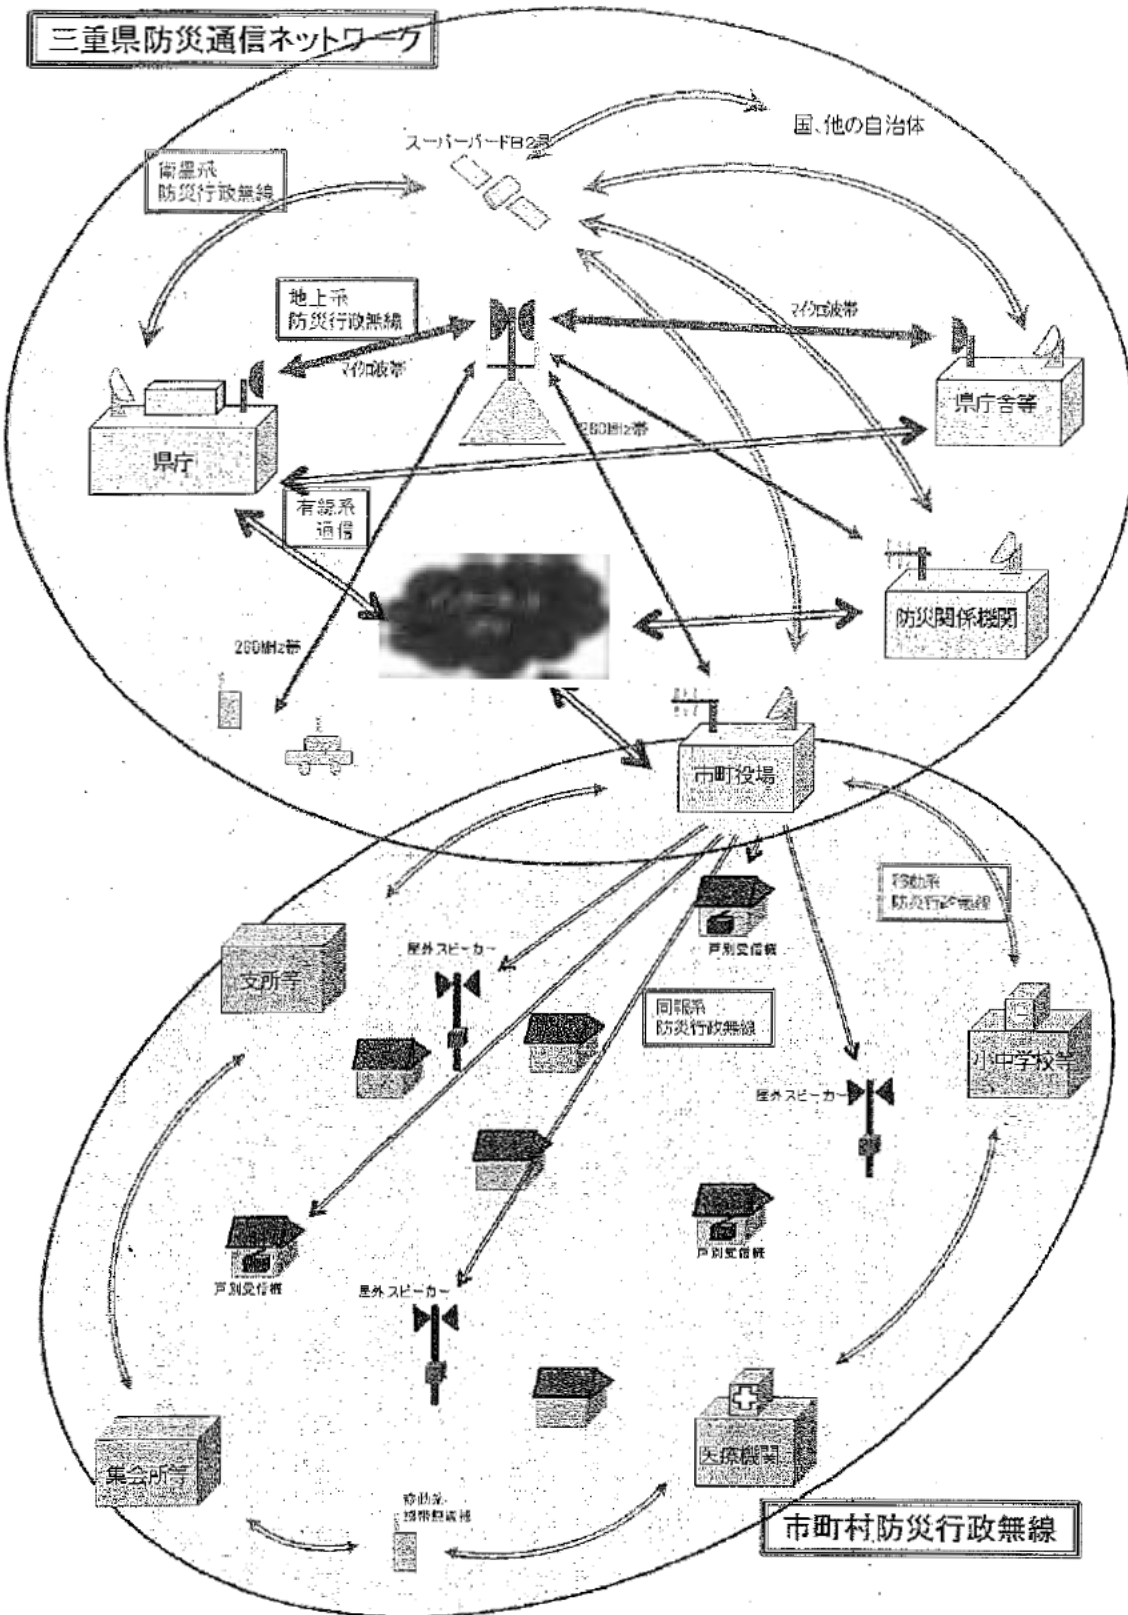 三重県防災通信ネットワーク
国、他の自治体
スーパーバードB2号
衛星系
防災行政無線
地上系
防災行政無線
マイクロ波帯
マイクロ波帯
県庁舎等
260MHz帯
県庁
有線系
通信
防災関係機関
260MHz帯
市町役場
移動系
防災行政無線
戸別受信機
屋外スピーカー
支所等
同報系
防災行政無線
小中学校等
屋外スピーカー
戸別受信機
戸別受信機
屋外スピーカー
医療機関
集会所等
移動系
携帯無線機
市町村防災行政無線